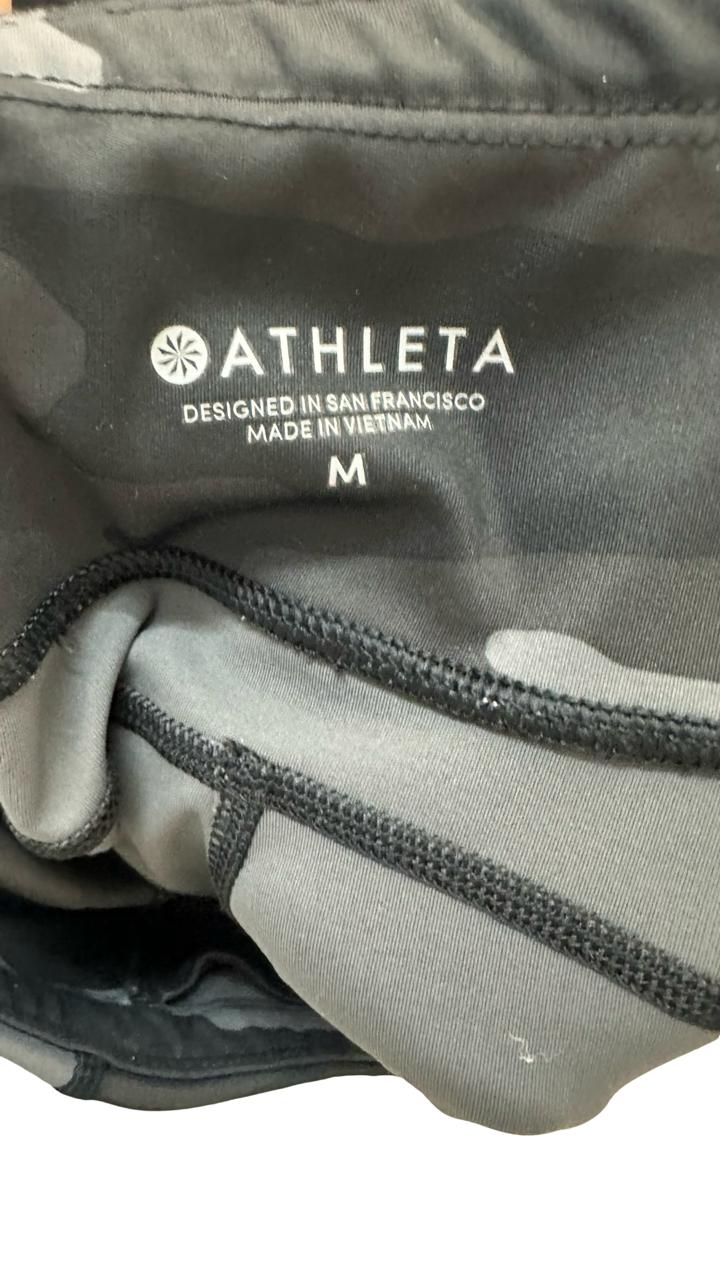 ATHLETA
DESIGNED IN SAN FRANCISCO
MADE IN VIETNAM
M